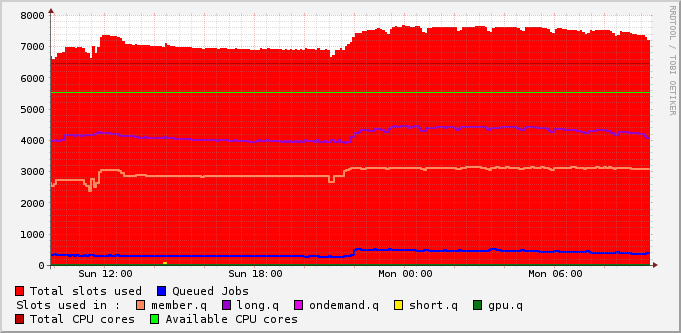 8000
7000
6000
5000
4000
3000
2000
1000
0
Sun 12:00 Sun 18:00 Mon 00:00 Mon 06:00
Total slots used Queued Jobs
Slots used in : member.q long.q ondemand.q short.q gpu.q
Total CPU cores Available CPU cores
RRDTOOL / TOBI OETIKER